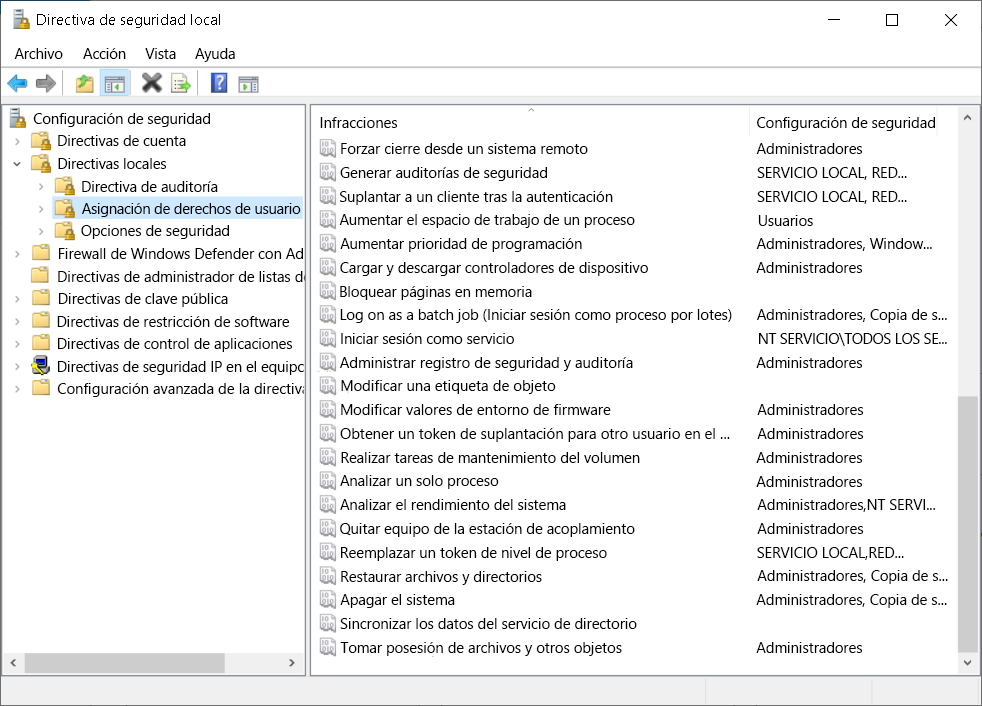 Directiva de seguridad local
Archivo Acción Vista Ayuda
Configuración de seguridad
Directivas de cuenta
Directivas locales
Directiva de auditoría
Asignación de derechos de usuario
Opciones de seguridad
Firewall de Windows Defender con Ad
Directivas de administrador de listas d
Directivas de clave pública
Directivas de restricción de software
Directivas de control de aplicaciones
Directivas de seguridad IP en el equipo
Configuración avanzada de la directiva
Infracciones Configuración de seguridad
Forzar cierre desde un sistema remoto Administradores
Generar auditorías de seguridad SERVICIO LOCAL, RED...
Suplantar a un cliente tras la autenticación SERVICIO LOCAL, RED...
Aumentar el espacio de trabajo de un proceso Usuarios
Aumentar prioridad de programación Administradores, Window...
Cargar y descargar controladores de dispositivo Administradores
Bloquear páginas en memoria
Log on as a batch job (Iniciar sesión como proceso por lotes) Administradores, Copia de s...
Iniciar sesión como servicio NT SERVICIO\TODOS LOS SE...
Administrar registro de seguridad y auditoría Administradores
Modificar una etiqueta de objeto
Modificar valores de entorno de firmware Administradores
Obtener un token de suplantación para otro usuario en el ... Administradores
Realizar tareas de mantenimiento del volumen Administradores
Analizar un solo proceso Administradores
Analizar el rendimiento del sistema Administradores,NT SERVI...
Quitar equipo de la estación de acoplamiento Administradores
Reemplazar un token de nivel de proceso SERVICIO LOCAL,RED...
Restaurar archivos y directorios Administradores, Copia de s...
Apagar el sistema Administradores, Copia de s...
Sincronizar los datos del servicio de directorio
Tomar posesión de archivos y otros objetos Administradores